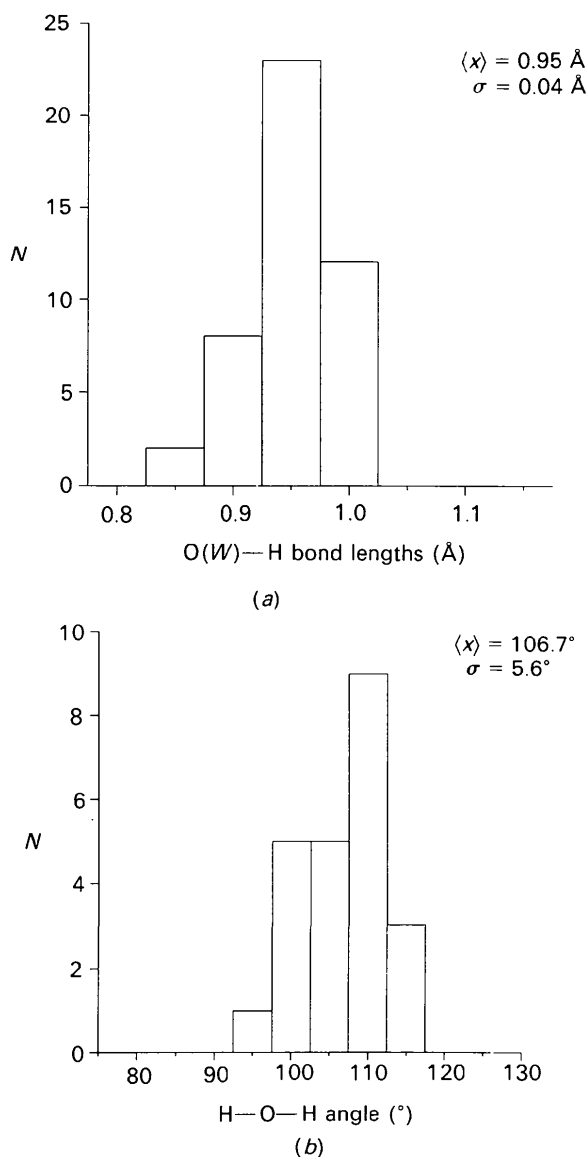 25
20
15
10
5
0
N
⟨x⟩ = 0.95 Å
σ = 0.04 Å
0.8 0.9 1.0 1.1
O(W)—H bond lengths (Å)
(a)
10
8
6
4
2
0
N
⟨x⟩ = 106.7°
σ = 5.6°
80 90 100 110 120 130
H—O—H angle (°)
(b)